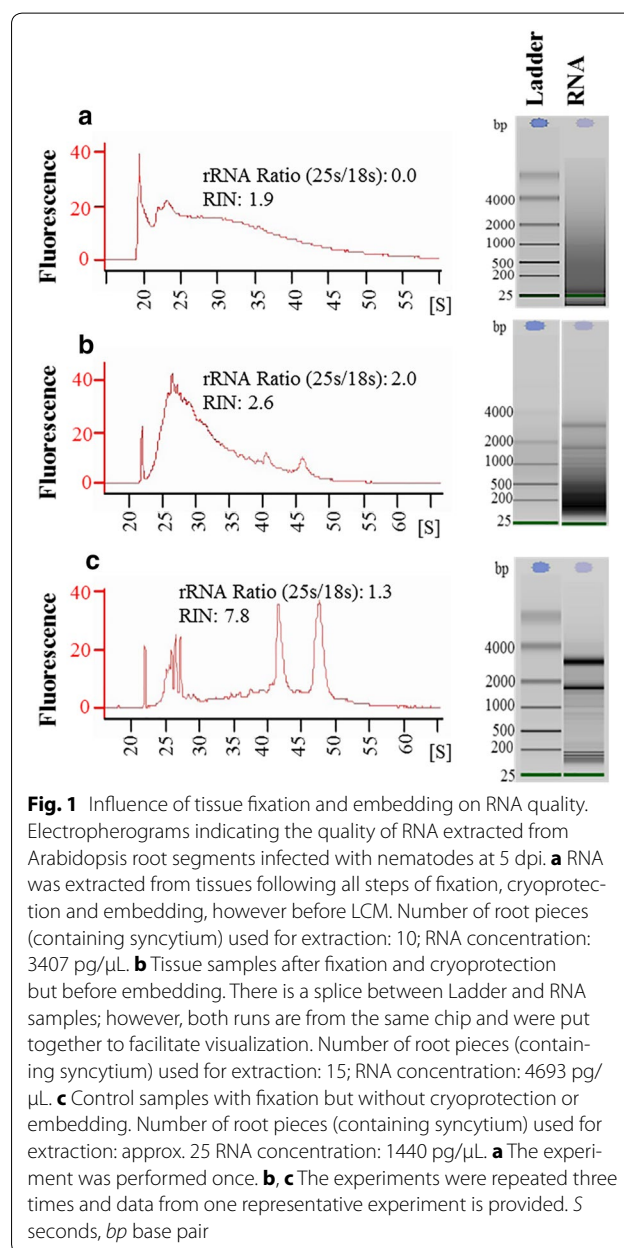 Ladder
RNA
a
bp
40
rRNA Ratio (25s/18s): 0.0
RIN: 1.9
Fluorescence
20
0
20 25 30 35 40 45 50 55 [S]
4000
2000
1000
500
200
25
b
bp
40
rRNA Ratio (25s/18s): 2.0
RIN: 2.6
Fluorescence
20
0
20 25 30 35 40 45 50 55 60 [S]
4000
2000
1000
500
200
25
c
bp
40
rRNA Ratio (25s/18s): 1.3
RIN: 7.8
Fluorescence
20
0
20 25 30 35 40 45 50 55 60 [S]
4000
2000
1000
500
200
25
Fig. 1 Influence of tissue fixation and embedding on RNA quality.
Electropherograms indicating the quality of RNA extracted from
Arabidopsis root segments infected with nematodes at 5 dpi. a RNA
was extracted from tissues following all steps of fixation, cryoprotec-
tion and embedding, however before LCM. Number of root pieces
(containing syncytium) used for extraction: 10; RNA concentration:
3407 pg/μL. b Tissue samples after fixation and cryoprotection
but before embedding. There is a splice between Ladder and RNA
samples; however, both runs are from the same chip and were put
together to facilitate visualization. Number of root pieces (contain-
ing syncytium) used for extraction: 15; RNA concentration: 4693 pg/
μL. c Control samples with fixation but without cryoprotection or
embedding. Number of root pieces (containing syncytium) used for
extraction: approx. 25 RNA concentration: 1440 pg/μL. a The experi-
ment was performed once. b, c The experiments were repeated three
times and data from one representative experiment is provided. S
seconds, bp base pair